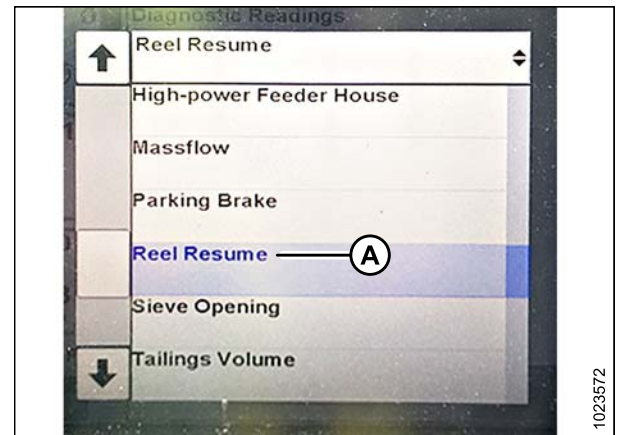 Diagnostic Readings
Reel Resume
High-power Feeder House
Massflow
Parking Brake
Reel Resume
A
Sieve Opening
Tailings Volume
1023572